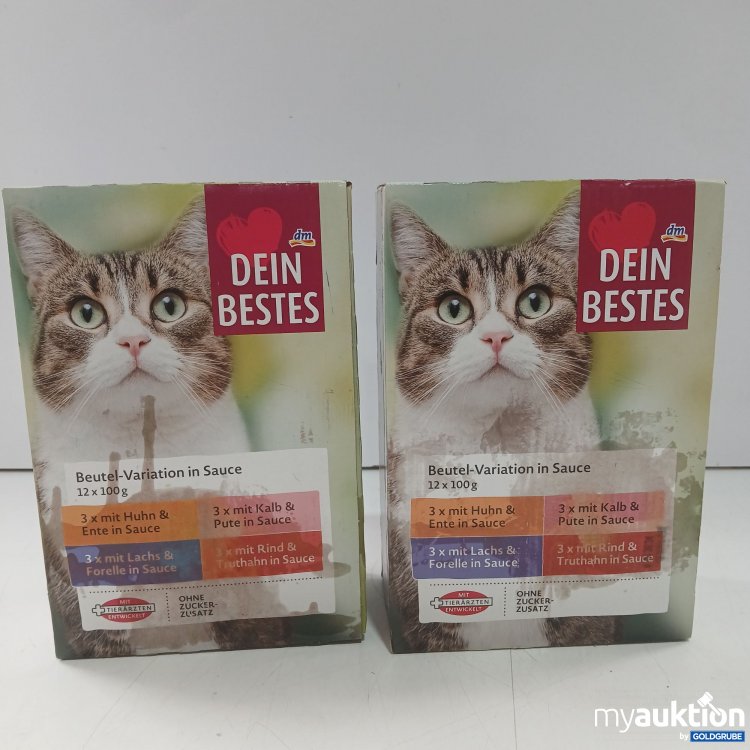 dm
DEIN
BESTES
Beutel-Variation in Sauce
12 x 100 g
3 x mit Huhn &
Ente in Sauce
3 x mit Kalb &
Pute in Sauce
3 x mit Lachs &
Forelle in Sauce
3 x mit Rind &
Truthahn in Sauce
MIT
TIERÄRZTEN
ENTWICKELT
OHNE
ZUCKER-
ZUSATZ
dm
DEIN
BESTES
Beutel-Variation in Sauce
12 x 100 g
3 x mit Huhn &
Ente in Sauce
3 x mit Kalb &
Pute in Sauce
3 x mit Lachs &
Forelle in Sauce
3 x mit Rind &
Truthahn in Sauce
MIT
TIERÄRZTEN
ENTWICKELT
OHNE
ZUCKER-
ZUSATZ
myauktion
by GOLDGRUBE